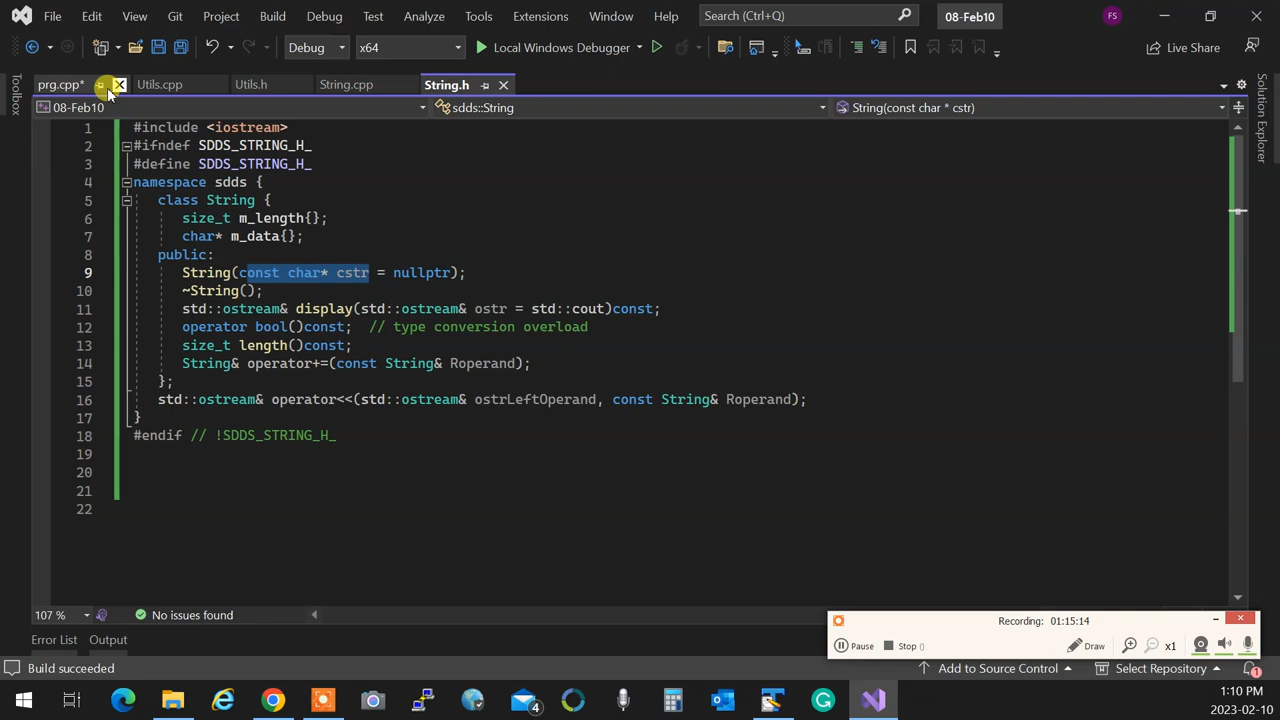 File Edit View Git Project Build Debug Test Analyze Tools Extensions Window Help Search (Ctrl+Q) 08-Feb10 FS
Debug x64 Local Windows Debugger Live Share
prg.cpp* Utils.cpp Utils.h String.cpp String.h
08-Feb10 sdds::String String(const char * cstr)
Toolbox
Solution Explorer
1 #include <iostream>
2 #ifndef SDDS_STRING_H_
3 #define SDDS_STRING_H_
4 namespace sdds {
5 class String {
6 size_t m_length{};
7 char* m_data{};
8 public:
9 String(const char* cstr = nullptr);
10 ~String();
11 std::ostream& display(std::ostream& ostr = std::cout)const;
12 operator bool()const; // type conversion overload
13 size_t length()const;
14 String& operator+=(const String& Roperand);
15 };
16 std::ostream& operator<<(std::ostream& ostrLeftOperand, const String& Roperand);
17 }
18 #endif // !SDDS_STRING_H_
19
20
21
22
107 % No issues found
Recording: 01:15:14
Pause Stop () Draw x1
Error List Output
Build succeeded Add to Source Control Select Repository 1
4
1:10 PM
2023-02-10